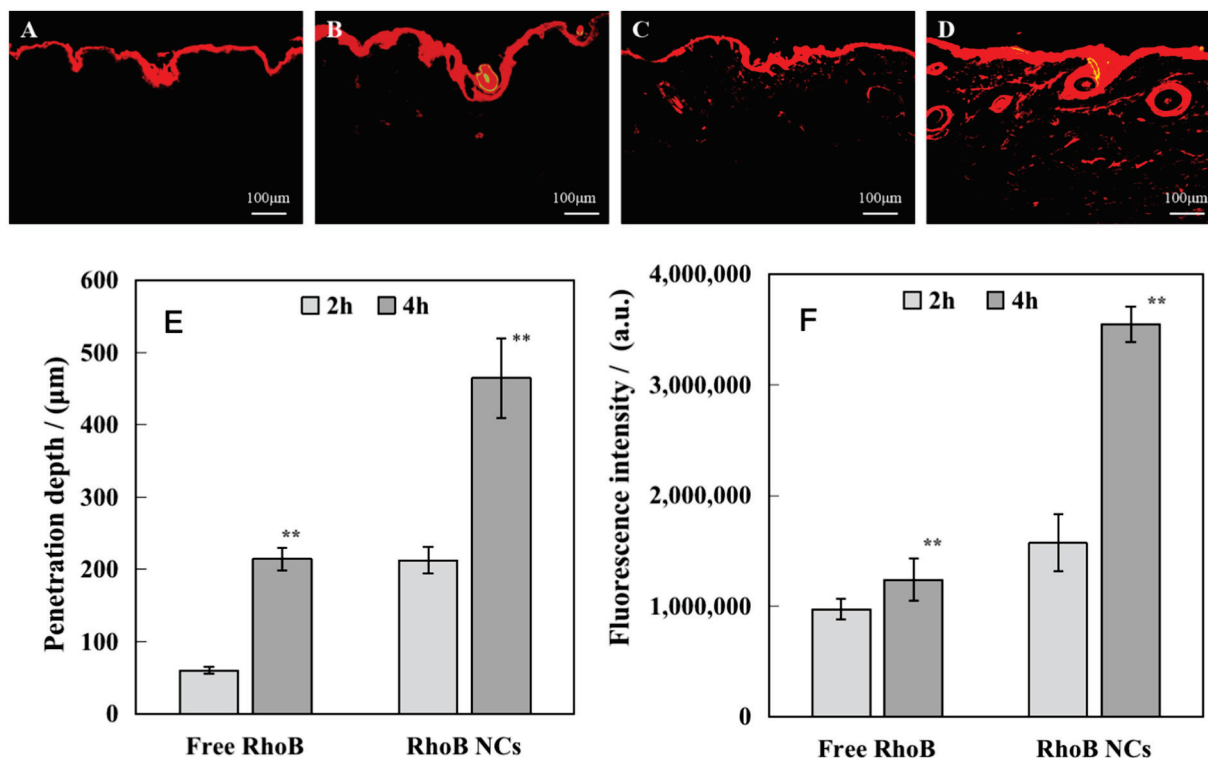 A
B
C
D
100μm
100μm
100μm
100μm
E
2h
4h
Penetration depth / (μm)
600
500
400
300
200
100
0
**
**
Free RhoB
RhoB NCs
F
2h
4h
Fluorescence intensity / (a.u.)
4,000,000
3,000,000
2,000,000
1,000,000
0
**
**
Free RhoB
RhoB NCs